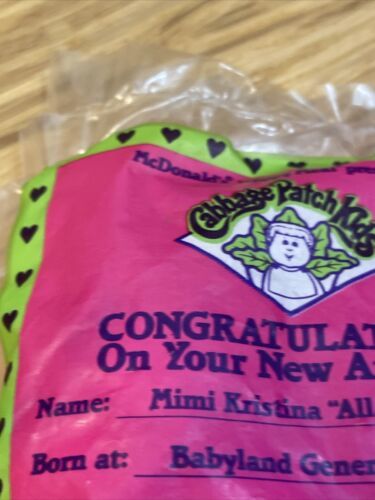 McDonald's
Cabbage Patch Kids
CONGRATULAT
On Your New A
Name: Mimi Kristina "All
Born at: Babyland Gener